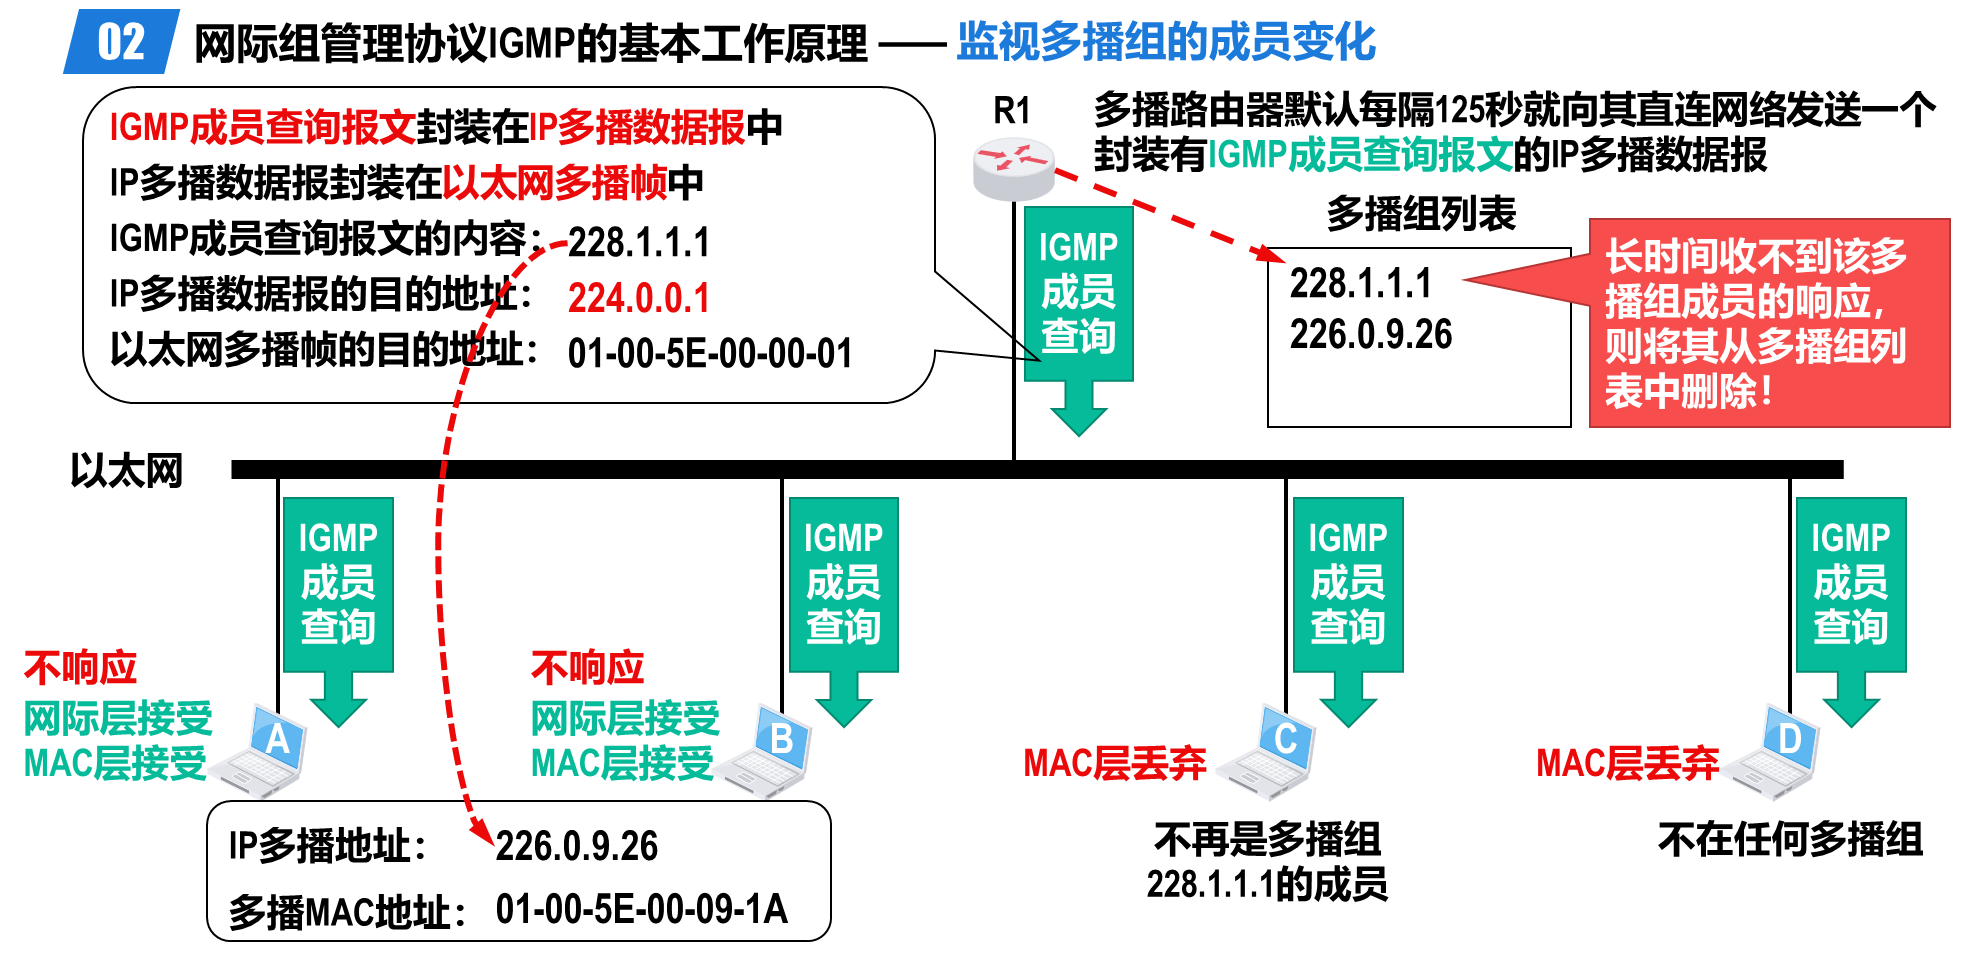 02 网际组管理协议IGMP的基本工作原理 —— 监视多播组的成员变化
IGMP成员查询报文封装在IP多播数据报中
IP多播数据报封装在以太网多播帧中
IGMP成员查询报文的内容： 228.1.1.1
IP多播数据报的目的地址： 224.0.0.1
以太网多播帧的目的地址： 01-00-5E-00-00-01
R1
多播路由器默认每隔125秒就向其直连网络发送一个
封装有IGMP成员查询报文的IP多播数据报
IGMP
成员
查询
多播组列表
228.1.1.1
226.0.9.26
长时间收不到该多
播组成员的响应，
则将其从多播组列
表中删除！
以太网
IGMP
成员
查询
IGMP
成员
查询
IGMP
成员
查询
IGMP
成员
查询
不响应
网际层接受
MAC层接受
A
不响应
网际层接受
MAC层接受
B
MAC层丢弃
C
MAC层丢弃
D
IP多播地址： 226.0.9.26
多播MAC地址： 01-00-5E-00-09-1A
不再是多播组
228.1.1.1的成员
不在任何多播组